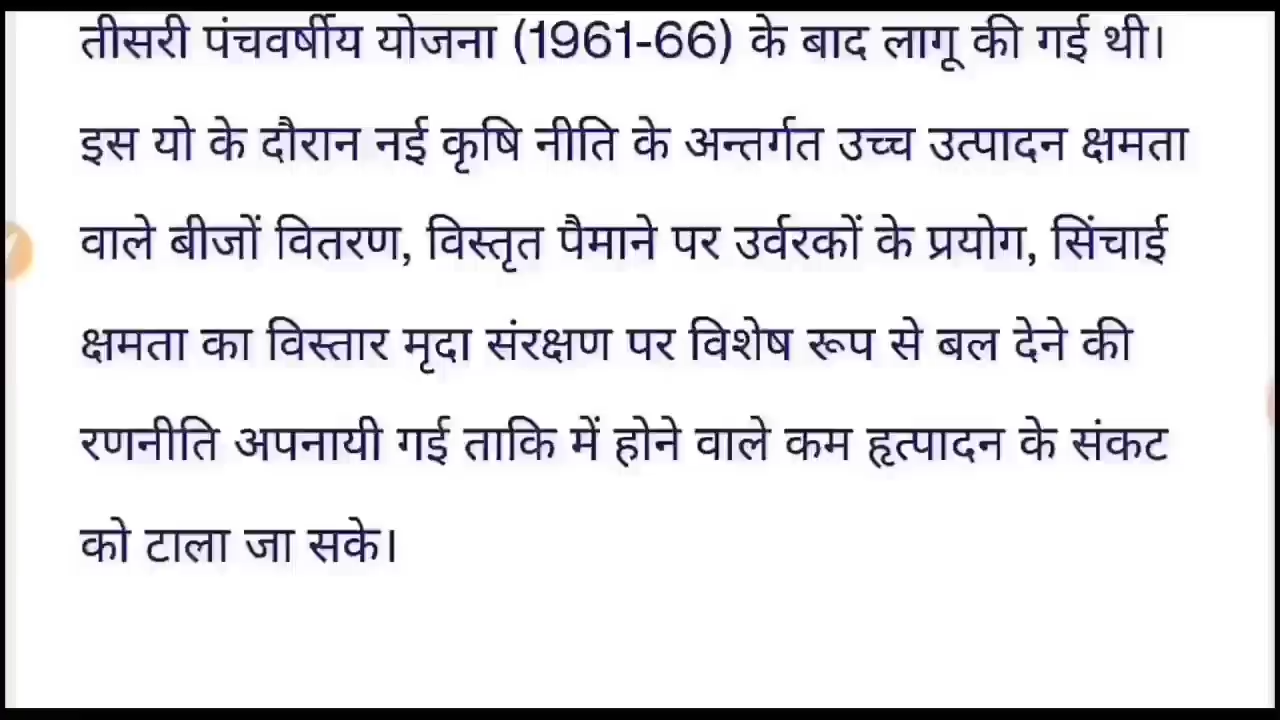 तीसरी पंचवर्षीय योजना (1961-66) के बाद लागू की गई थी।
इस यो के दौरान नई कृषि नीति के अन्तर्गत उच्च उत्पादन क्षमता
वाले बीजों वितरण, विस्तृत पैमाने पर उर्वरकों के प्रयोग, सिंचाई
क्षमता का विस्तार मृदा संरक्षण पर विशेष रूप से बल देने की
रणनीति अपनायी गई ताकि में होने वाले कम हृत्पादन के संकट
को टाला जा सके।